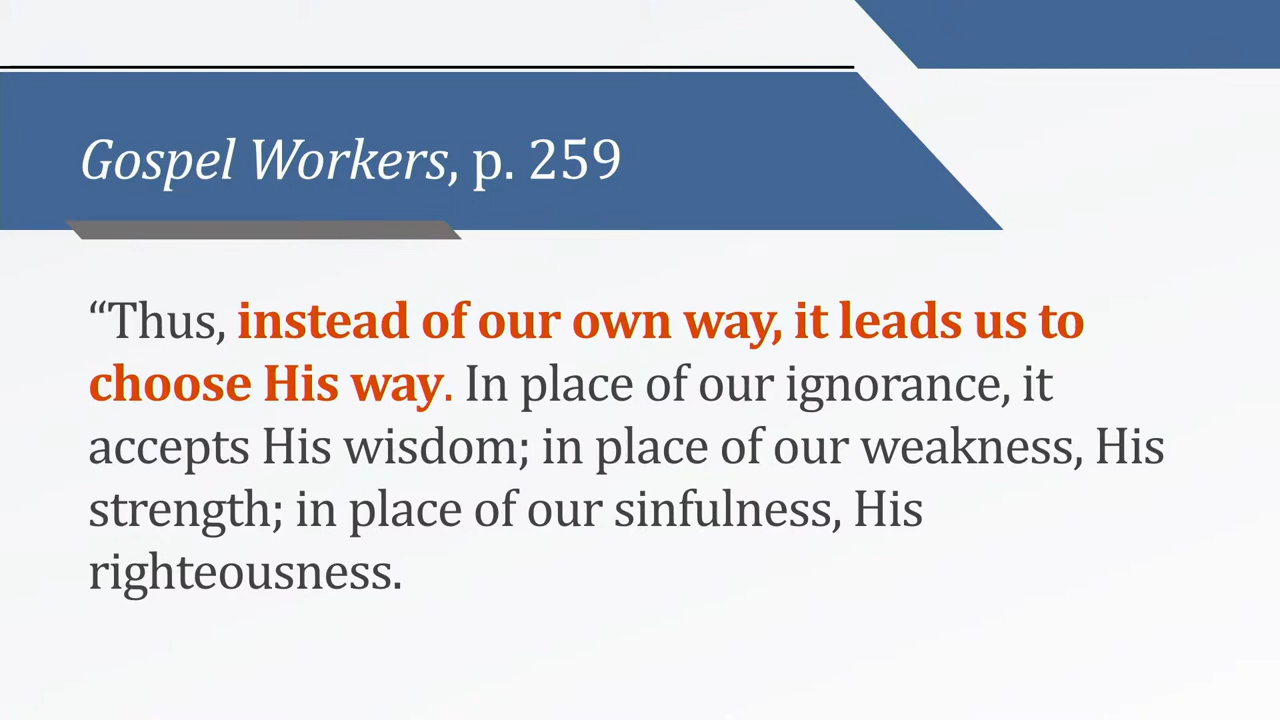 Gospel Workers, p. 259
“Thus, instead of our own way, it leads us to
choose His way. In place of our ignorance, it
accepts His wisdom; in place of our weakness, His
strength; in place of our sinfulness, His
righteousness.